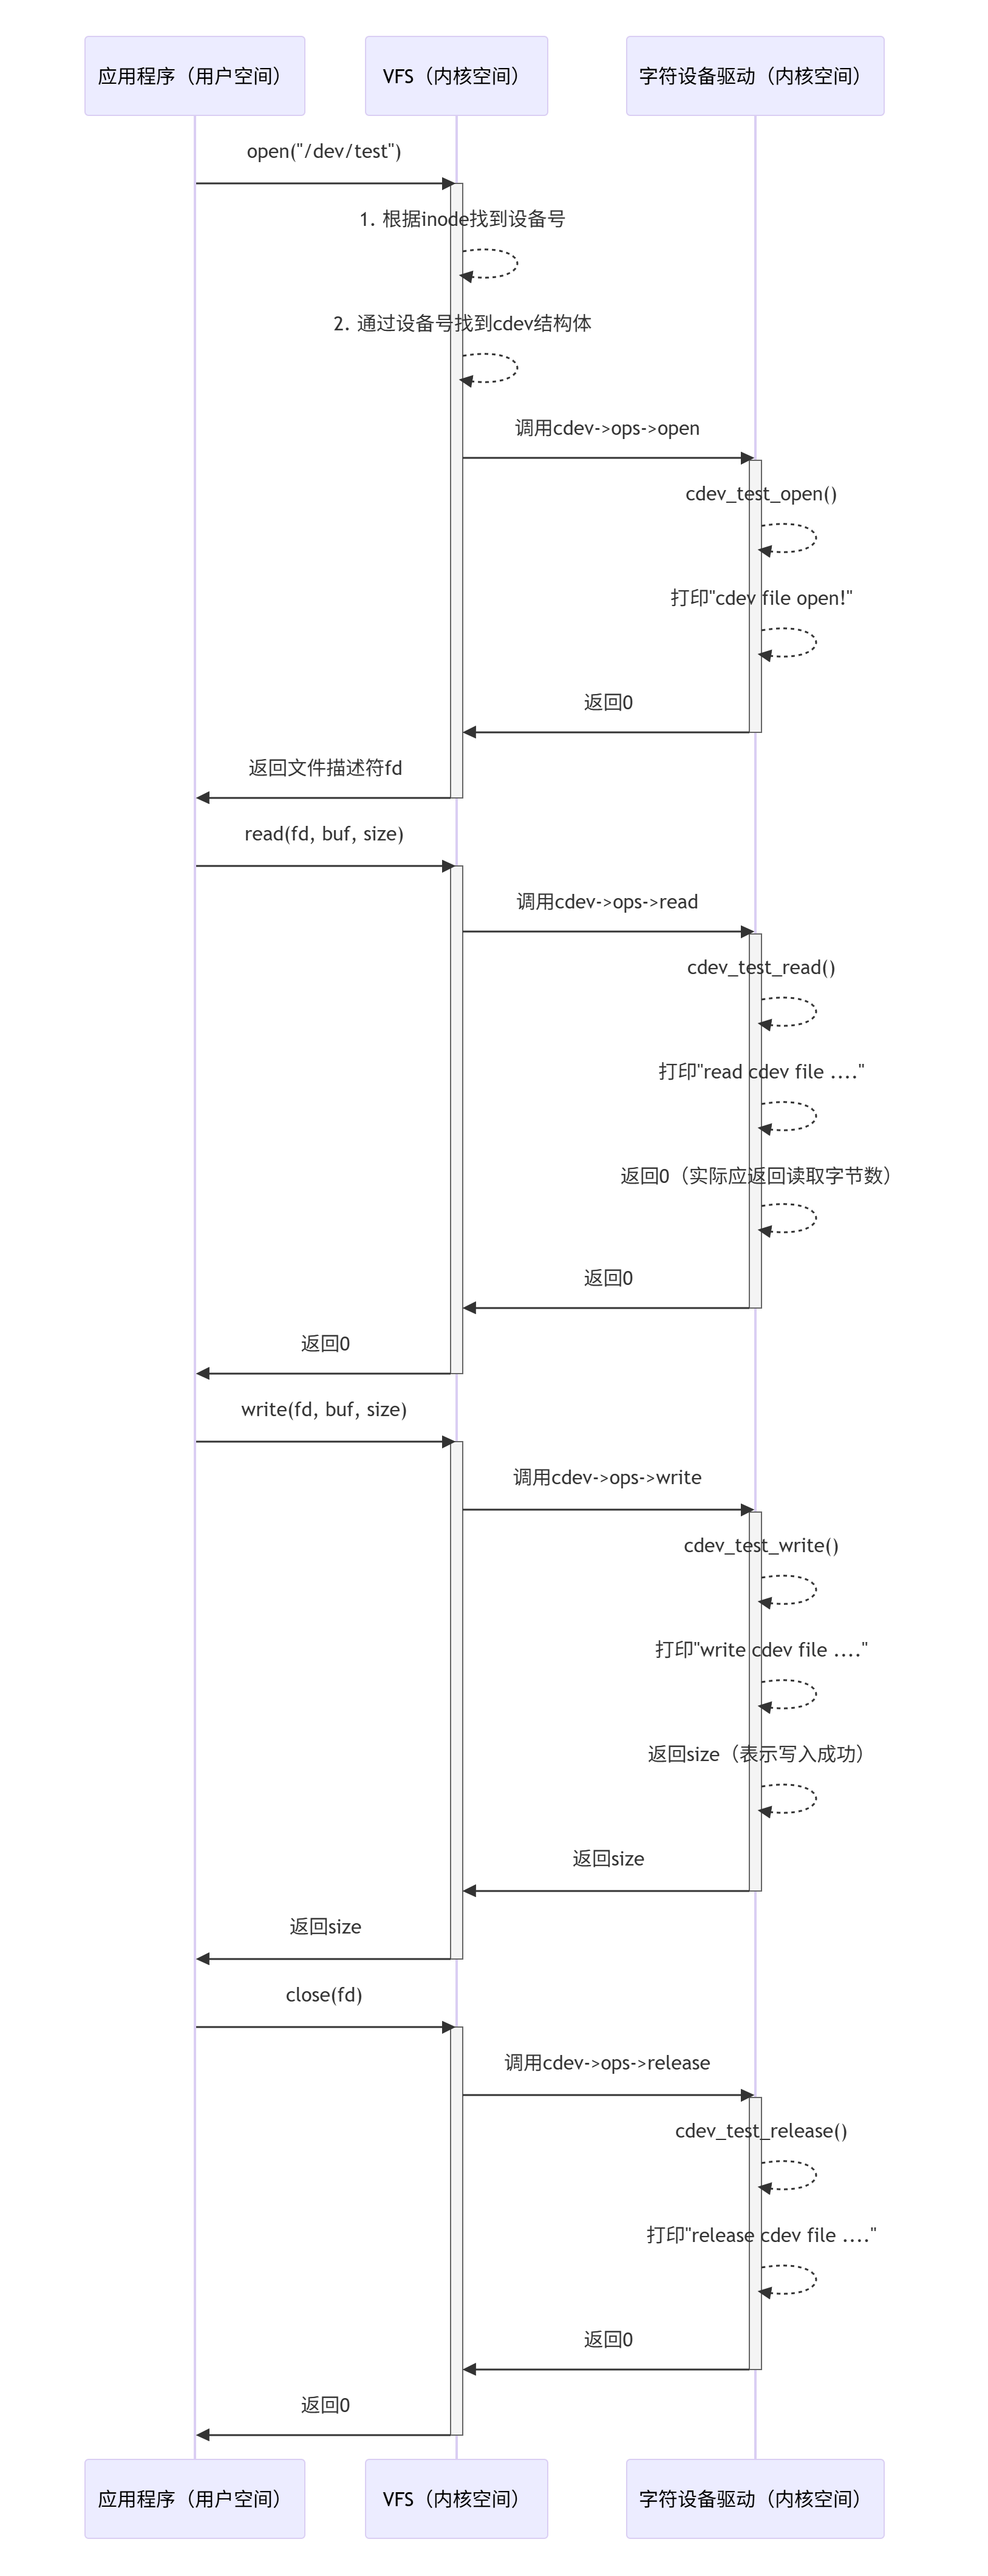 应用程序（用户空间）
VFS（内核空间）
字符设备驱动（内核空间）
open("/dev/test")
1. 根据inode找到设备号
2. 通过设备号找到cdev结构体
调用cdev->ops->open
cdev_test_open()
打印"cdev file open!"
返回0
返回文件描述符fd
read(fd, buf, size)
调用cdev->ops->read
cdev_test_read()
打印"read cdev file ...."
返回0（实际应返回读取字节数）
返回0
返回0
write(fd, buf, size)
调用cdev->ops->write
cdev_test_write()
打印"write cdev file ...."
返回size（表示写入成功）
返回size
返回size
close(fd)
调用cdev->ops->release
cdev_test_release()
打印"release cdev file ...."
返回0
返回0
应用程序（用户空间）
VFS（内核空间）
字符设备驱动（内核空间）